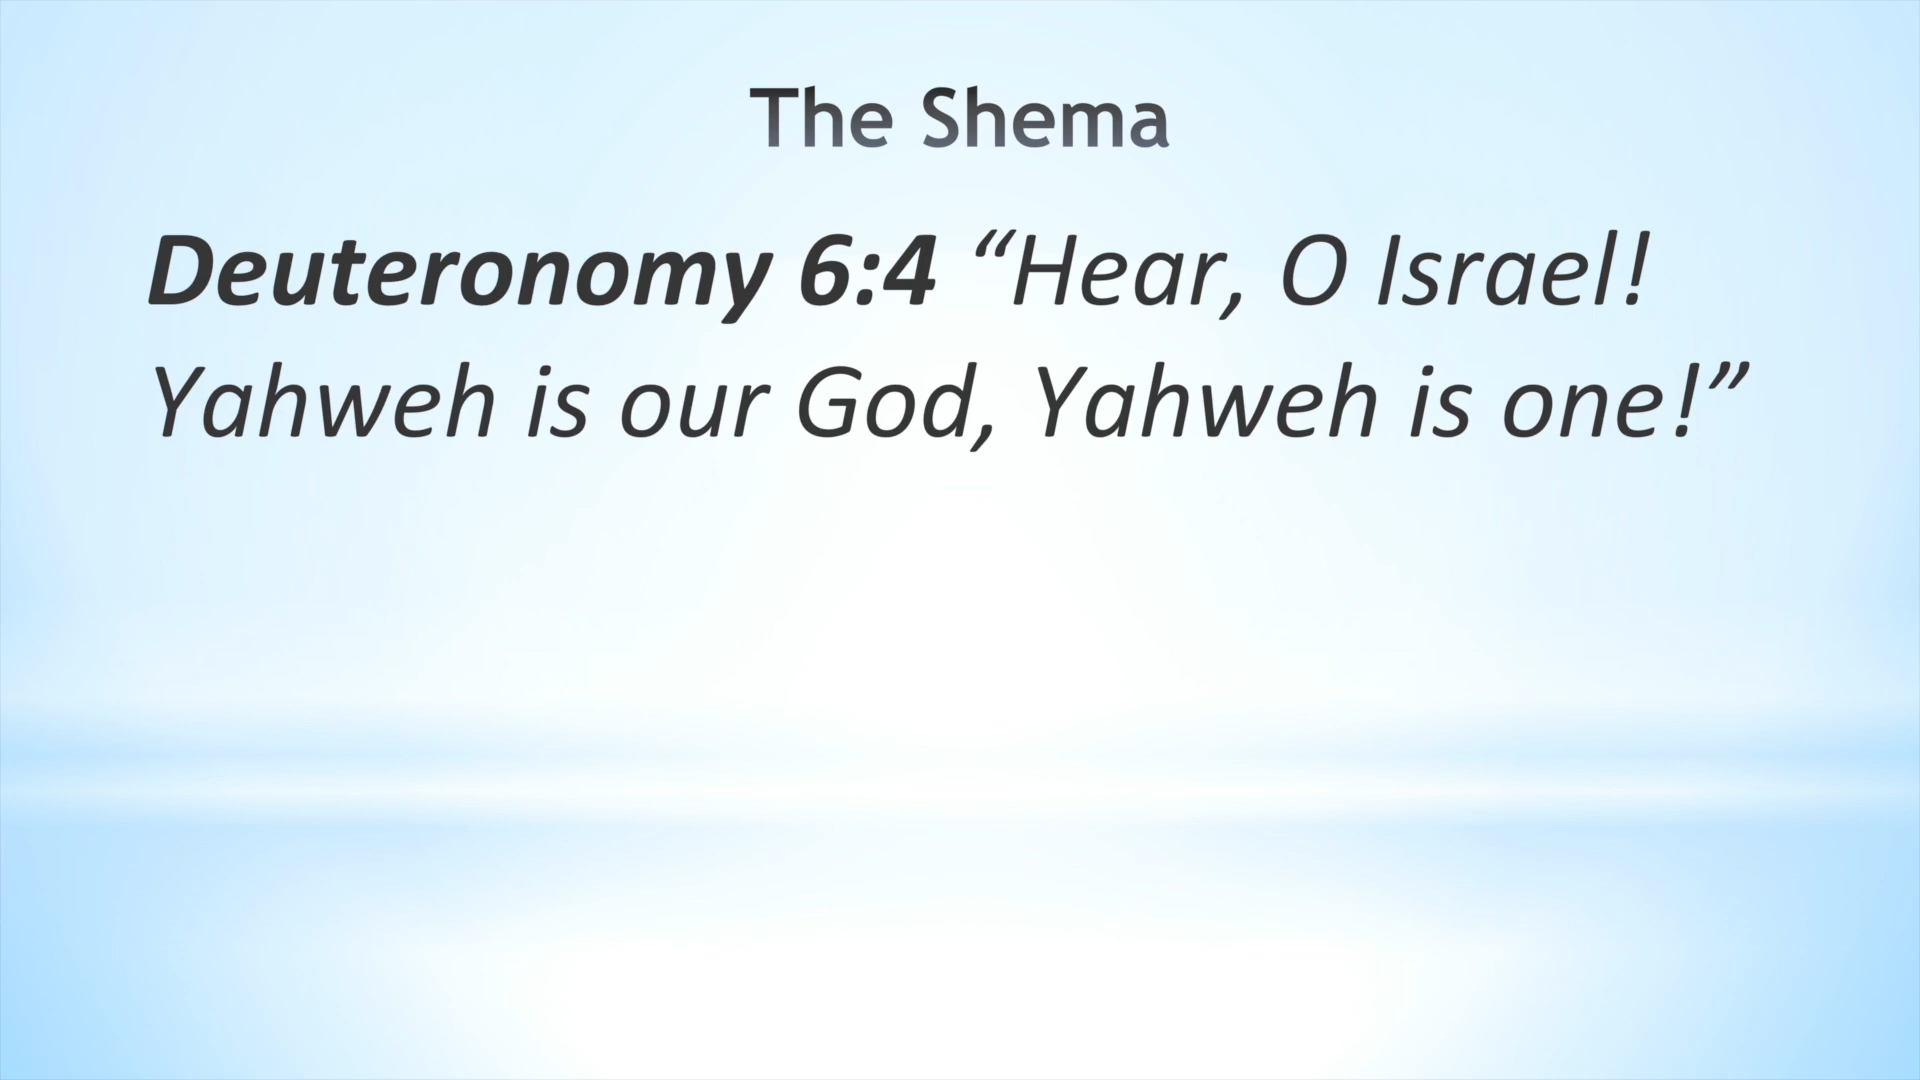 The Shema
Deuteronomy 6:4 “Hear, O Israel!
Yahweh is our God, Yahweh is one!”